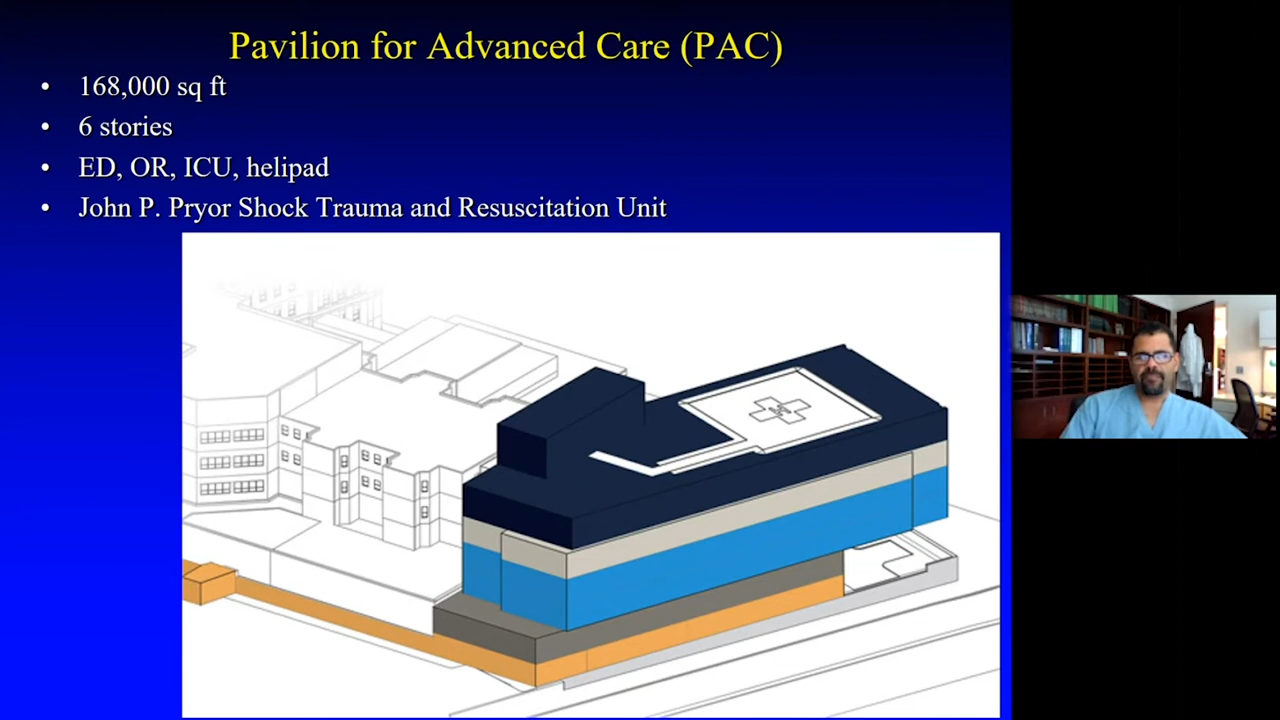 Pavilion for Advanced Care (PAC)
• 168,000 sq ft
• 6 stories
• ED, OR, ICU, helipad
• John P. Pryor Shock Trauma and Resuscitation Unit
H